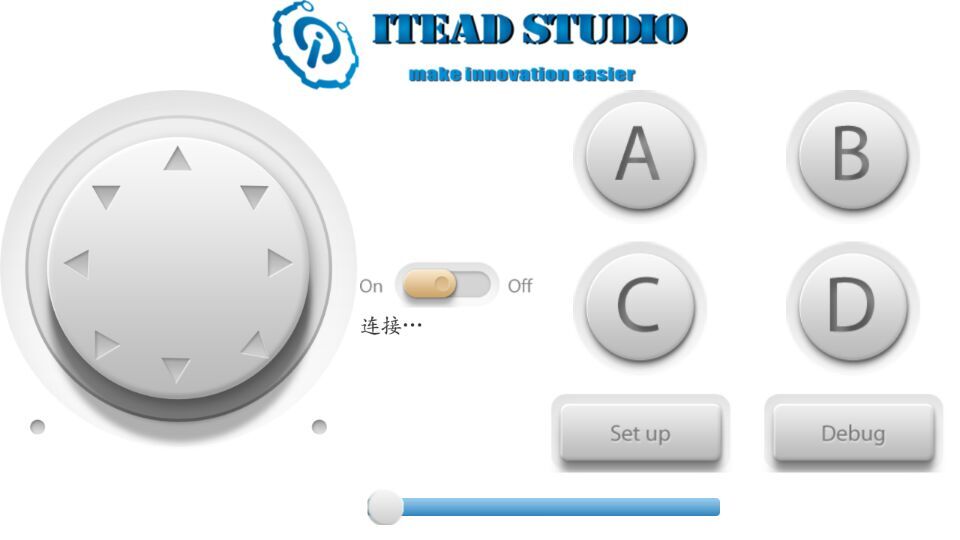 ITEAD STUDIO
make innovation easier
A
B
On
Off
连接…
C
D
Set up
Debug